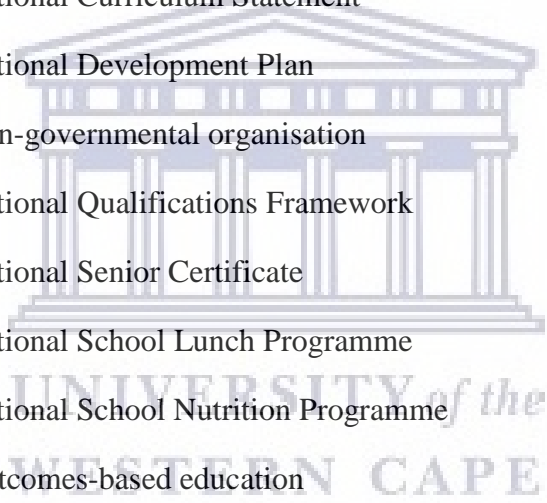 tional Curriculum Statement
tional Development Plan
n-governmental organisation
tional Qualifications Framework
tional Senior Certificate
tional School Lunch Programme
tional School Nutrition Programme
UNIVERSITY of the
tcomes-based education
WESTERN CAPE